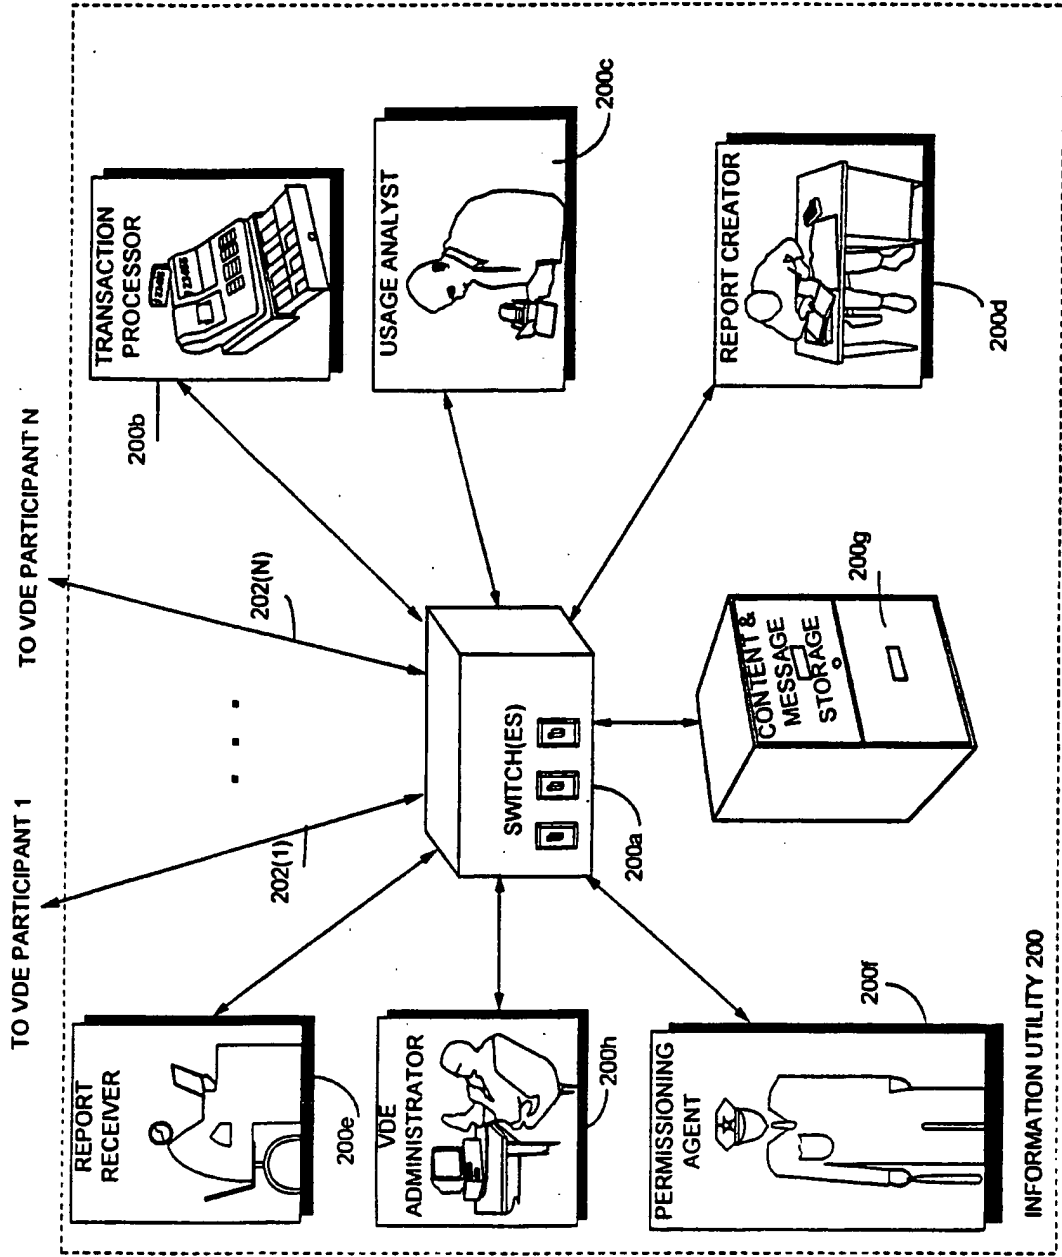 TO VDE PARTICIPANT 1
TO VDE PARTICIPANT N
202(1)
202(N)
REPORT
RECEIVER
200e
TRANSACTION
PROCESSOR
200b
VDE
ADMINISTRATOR
200h
SWITCH(ES)
200a
USAGE ANALYST
200c
PERMISSIONING
AGENT
200f
CONTENT &
MESSAGE
STORAGE
200g
REPORT CREATOR
200d
INFORMATION UTILITY 200